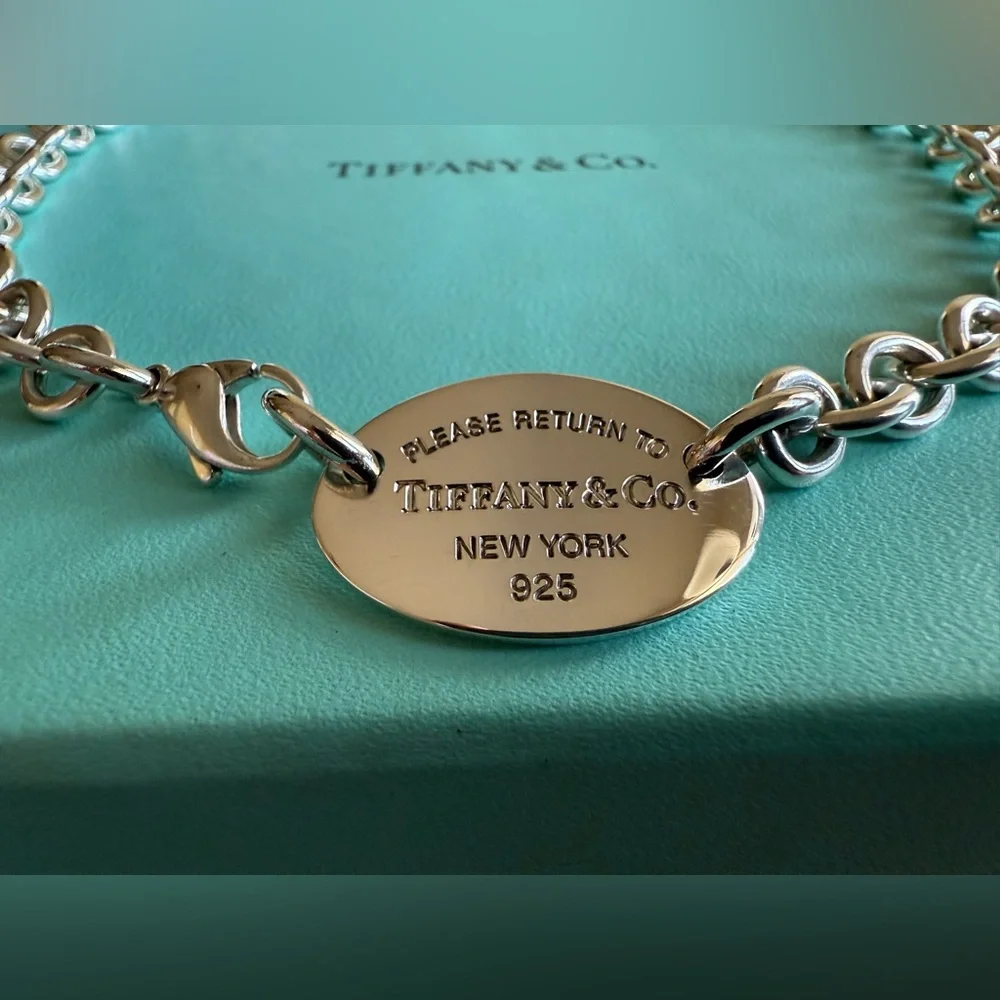 TIFFANY & CO.
PLEASE RETURN TO
TIFFANY & CO.
NEW YORK
925